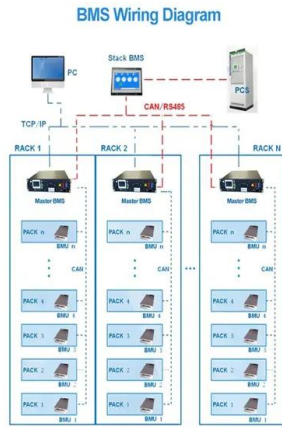 BMS Wiring Diagram
PC
Stack BMS
PCS
CAN/RS485
TCP/IP
RACK 1
RACK 2
RACK N
Master BMS
Master BMS
Master BMS
PACK n
BMU n
PACK n
BMU n
PACK n
BMU n
CAN
CAN
CAN
PACK 4
BMU 4
PACK 4
BMU 4
PACK 4
BMU 4
PACK 3
BMU 3
PACK 3
BMU 3
PACK 3
BMU 3
PACK 2
BMU 2
PACK 2
BMU 2
PACK 2
BMU 2
PACK 1
BMU 1
PACK 1
BMU 1
PACK 1
BMU 1